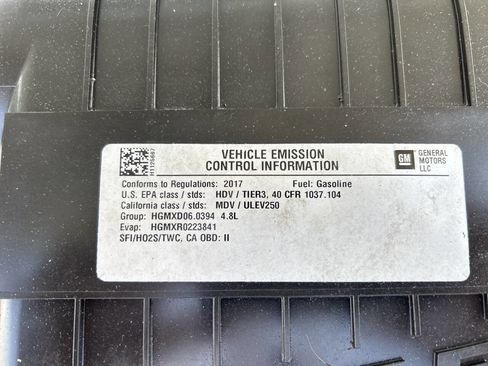 VEHICLE EMISSION
CONTROL INFORMATION
GM
GENERAL
MOTORS
LLC
Conforms to Regulations: 2017 Fuel: Gasoline
U.S. EPA class / stds: HDV / TIER3, 40 CFR 1037.104
California class / stds: MDV / ULEV250
Group: HGMXD06.0394 4.8L
Evap: HGMXR0223841
SFI/HO2S/TWC, CA OBD: II